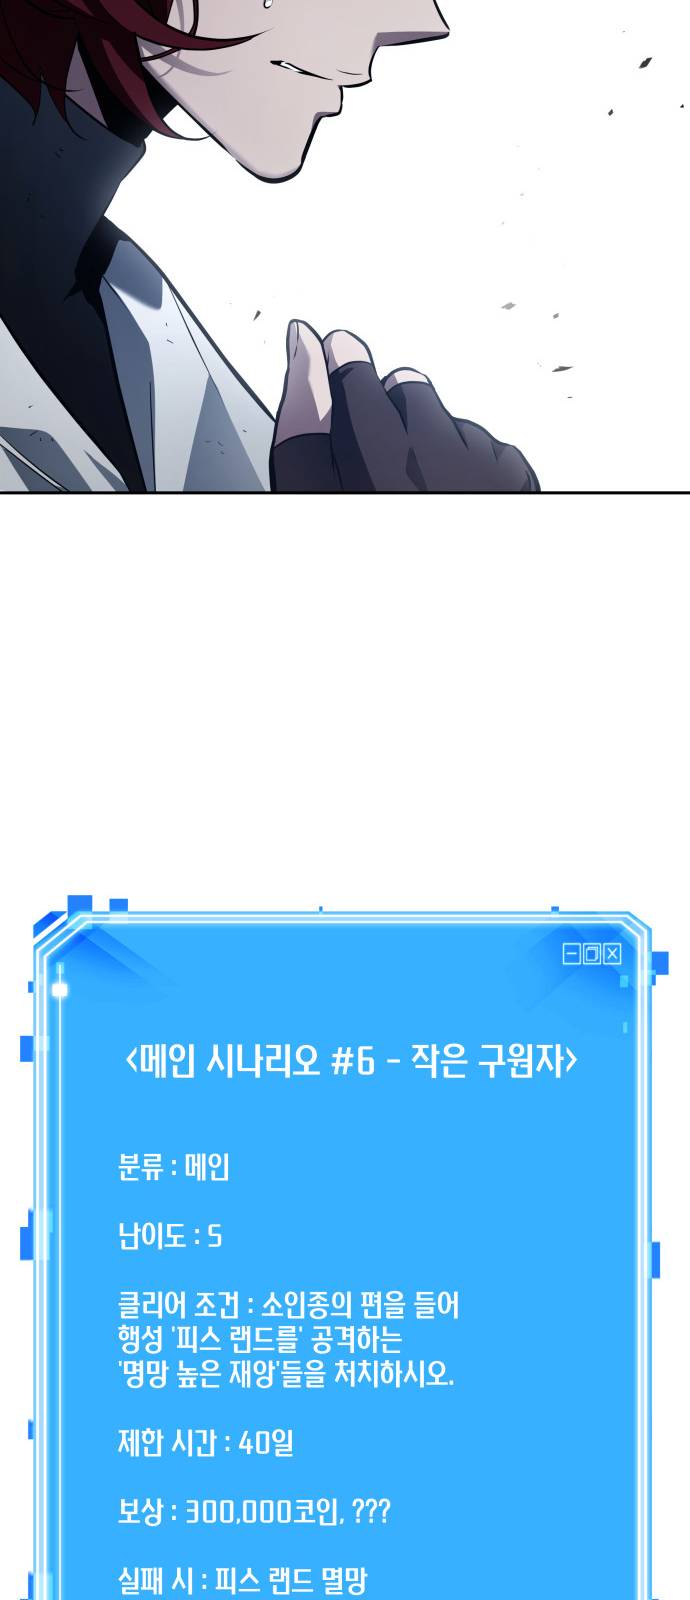 <메인 시나리오 #6 - 작은 구원자>
분류 : 메인
난이도 : S
클리어 조건 : 소인종의 편을 들어
행성 '피스 랜드를' 공격하는
'명망 높은 재앙'들을 처치하시오.
제한 시간 : 40일
보상 : 300,000코인, ???
실패 시 : 피스 랜드 멸망